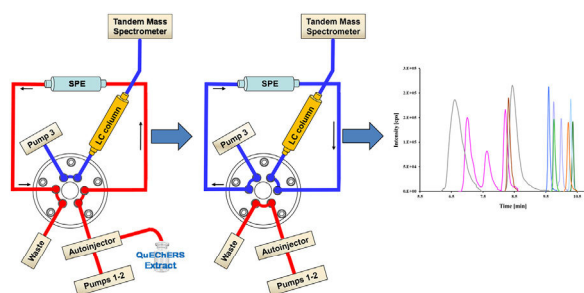 Tandem Mass
Spectrometer
SPE
LC column
Pump 3
Waste
Autoinjector
Pumps 1-2
QuEChERS
Extract
Tandem Mass
Spectrometer
SPE
LC column
Pump 3
Waste
Autoinjector
Pumps 1-2
Intensity [cps]
Time [min]